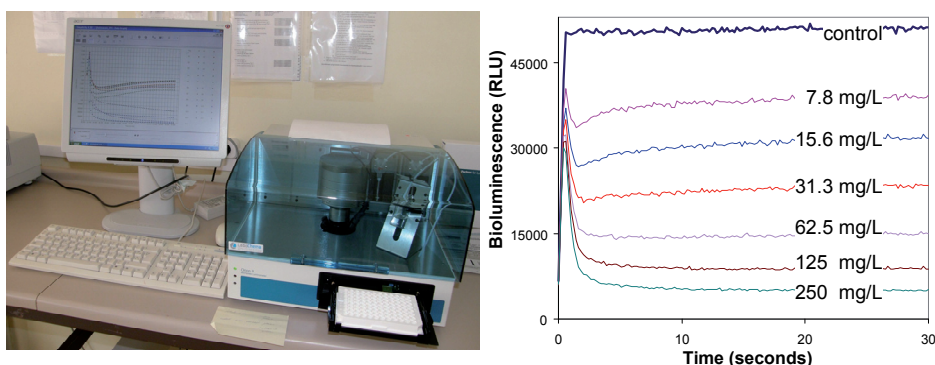 control
45000
7.8 mg/L
15.6 mg/L
30000
31.3 mg/L
62.5 mg/L
15000
125 mg/L
250 mg/L
0
0 10 20 30
Bioluminescence (RLU)
Time (seconds)